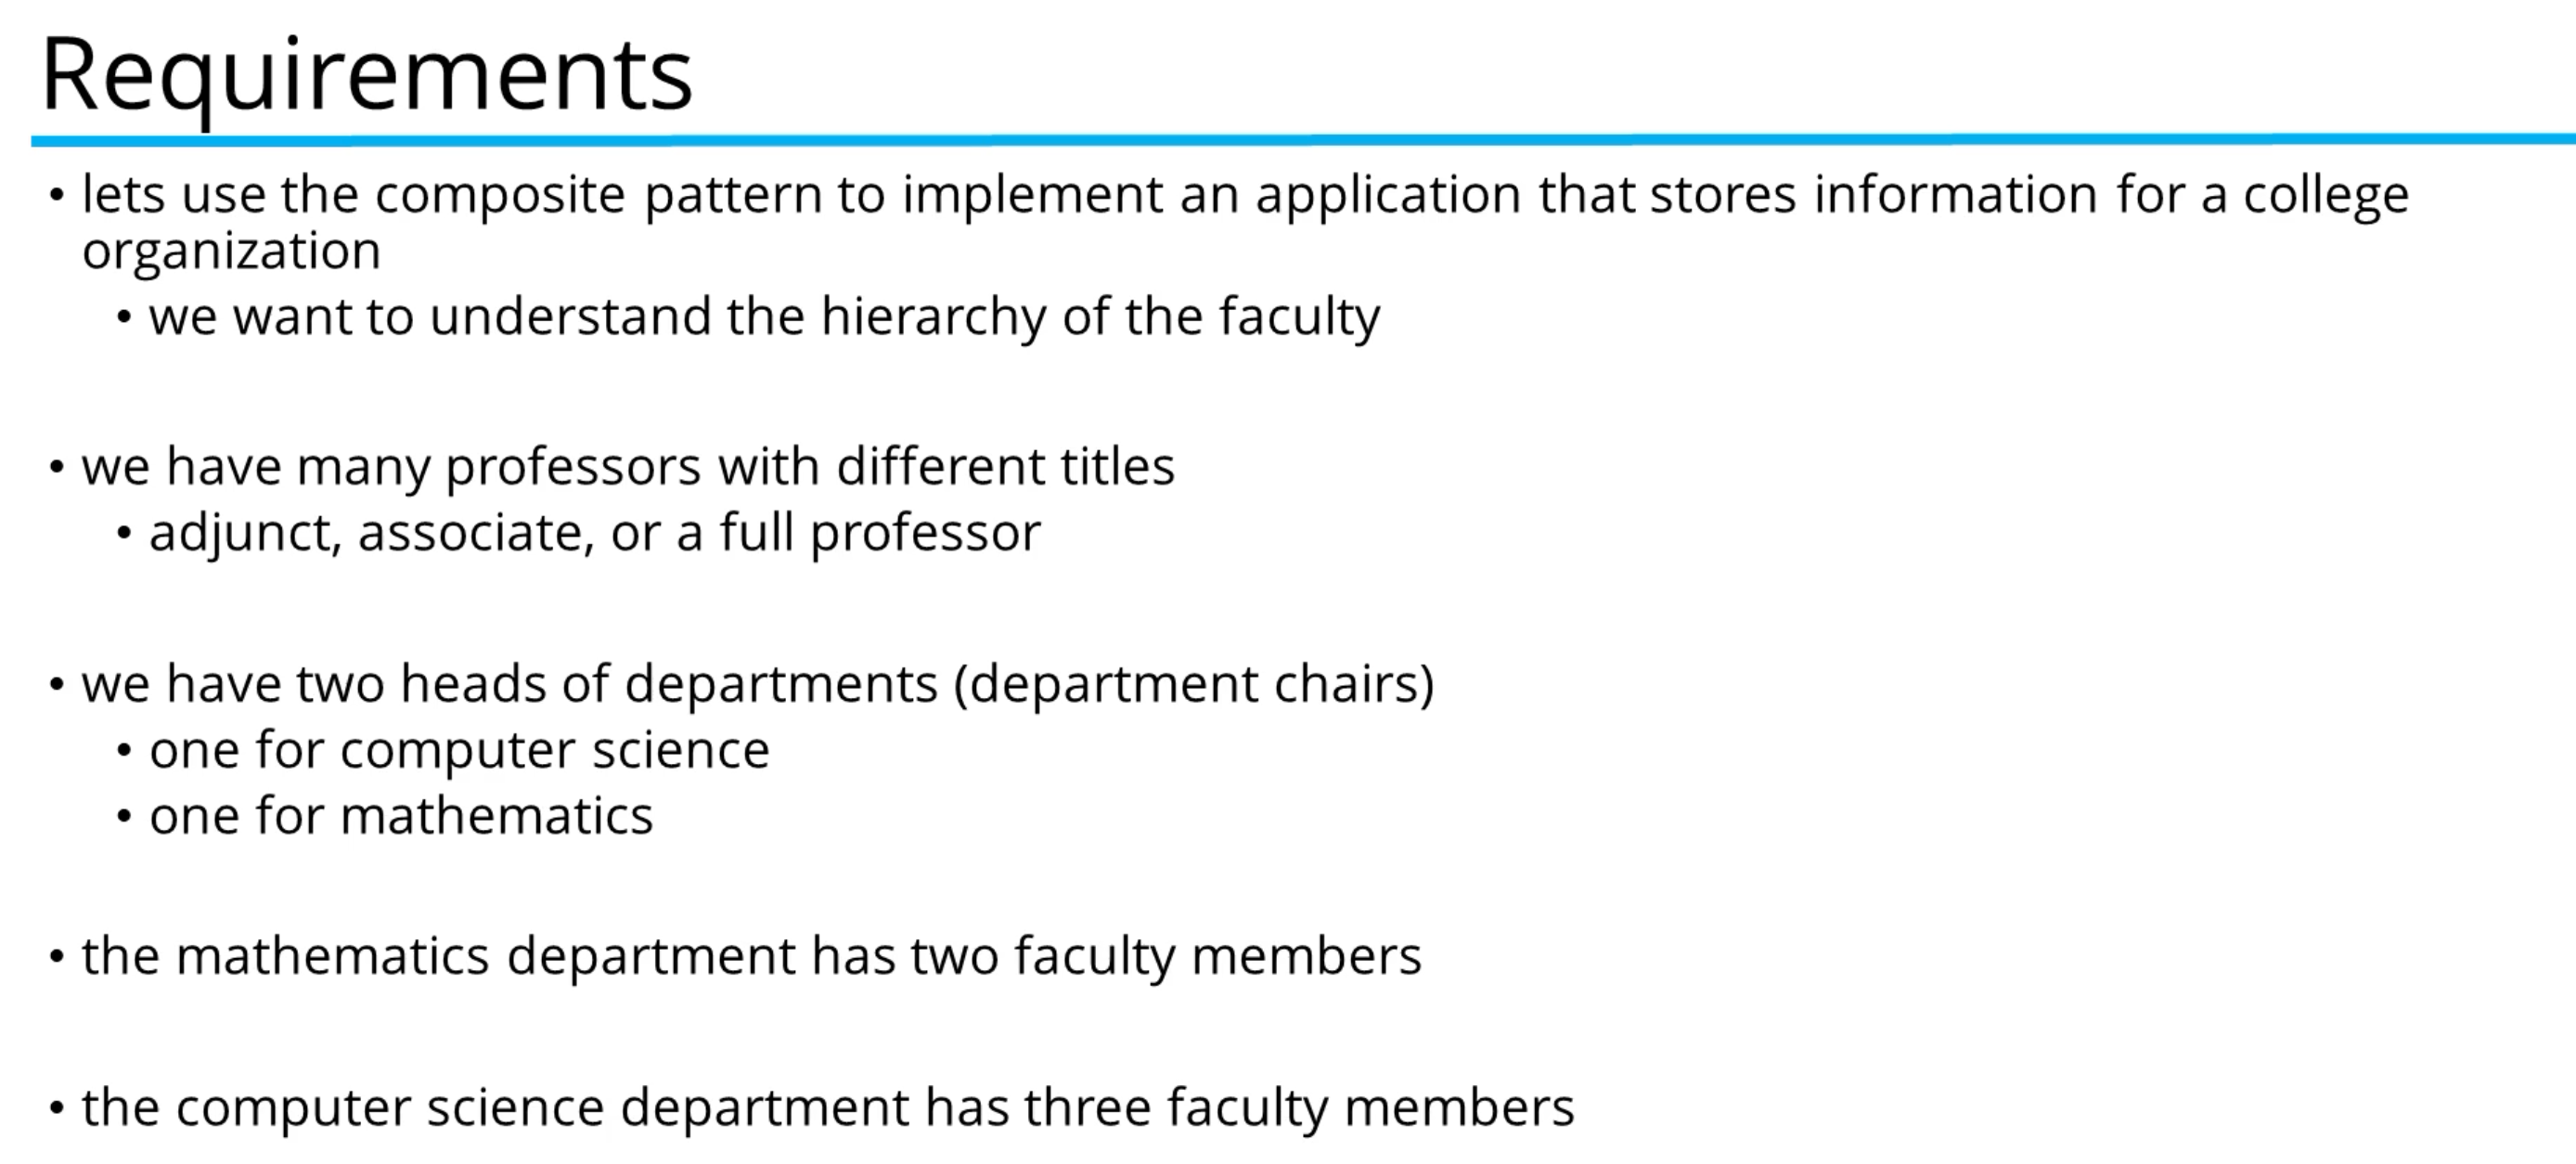 Requirements
• lets use the composite pattern to implement an application that stores information for a college
organization
• we want to understand the hierarchy of the faculty
• we have many professors with different titles
• adjunct, associate, or a full professor
• we have two heads of departments (department chairs)
• one for computer science
• one for mathematics
• the mathematics department has two faculty members
• the computer science department has three faculty members